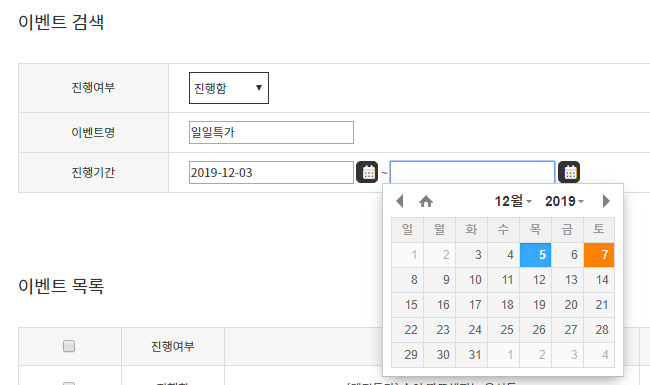 이벤트 검색
진행여부 진행함
이벤트명 일일특가
진행기간 2019-12-03 ~
12월 2019
일 월 화 수 목 금 토
1 2 3 4 5 6 7
8 9 10 11 12 13 14
15 16 17 18 19 20 21
22 23 24 25 26 27 28
29 30 31 1 2 3 4
이벤트 목록
진행여부